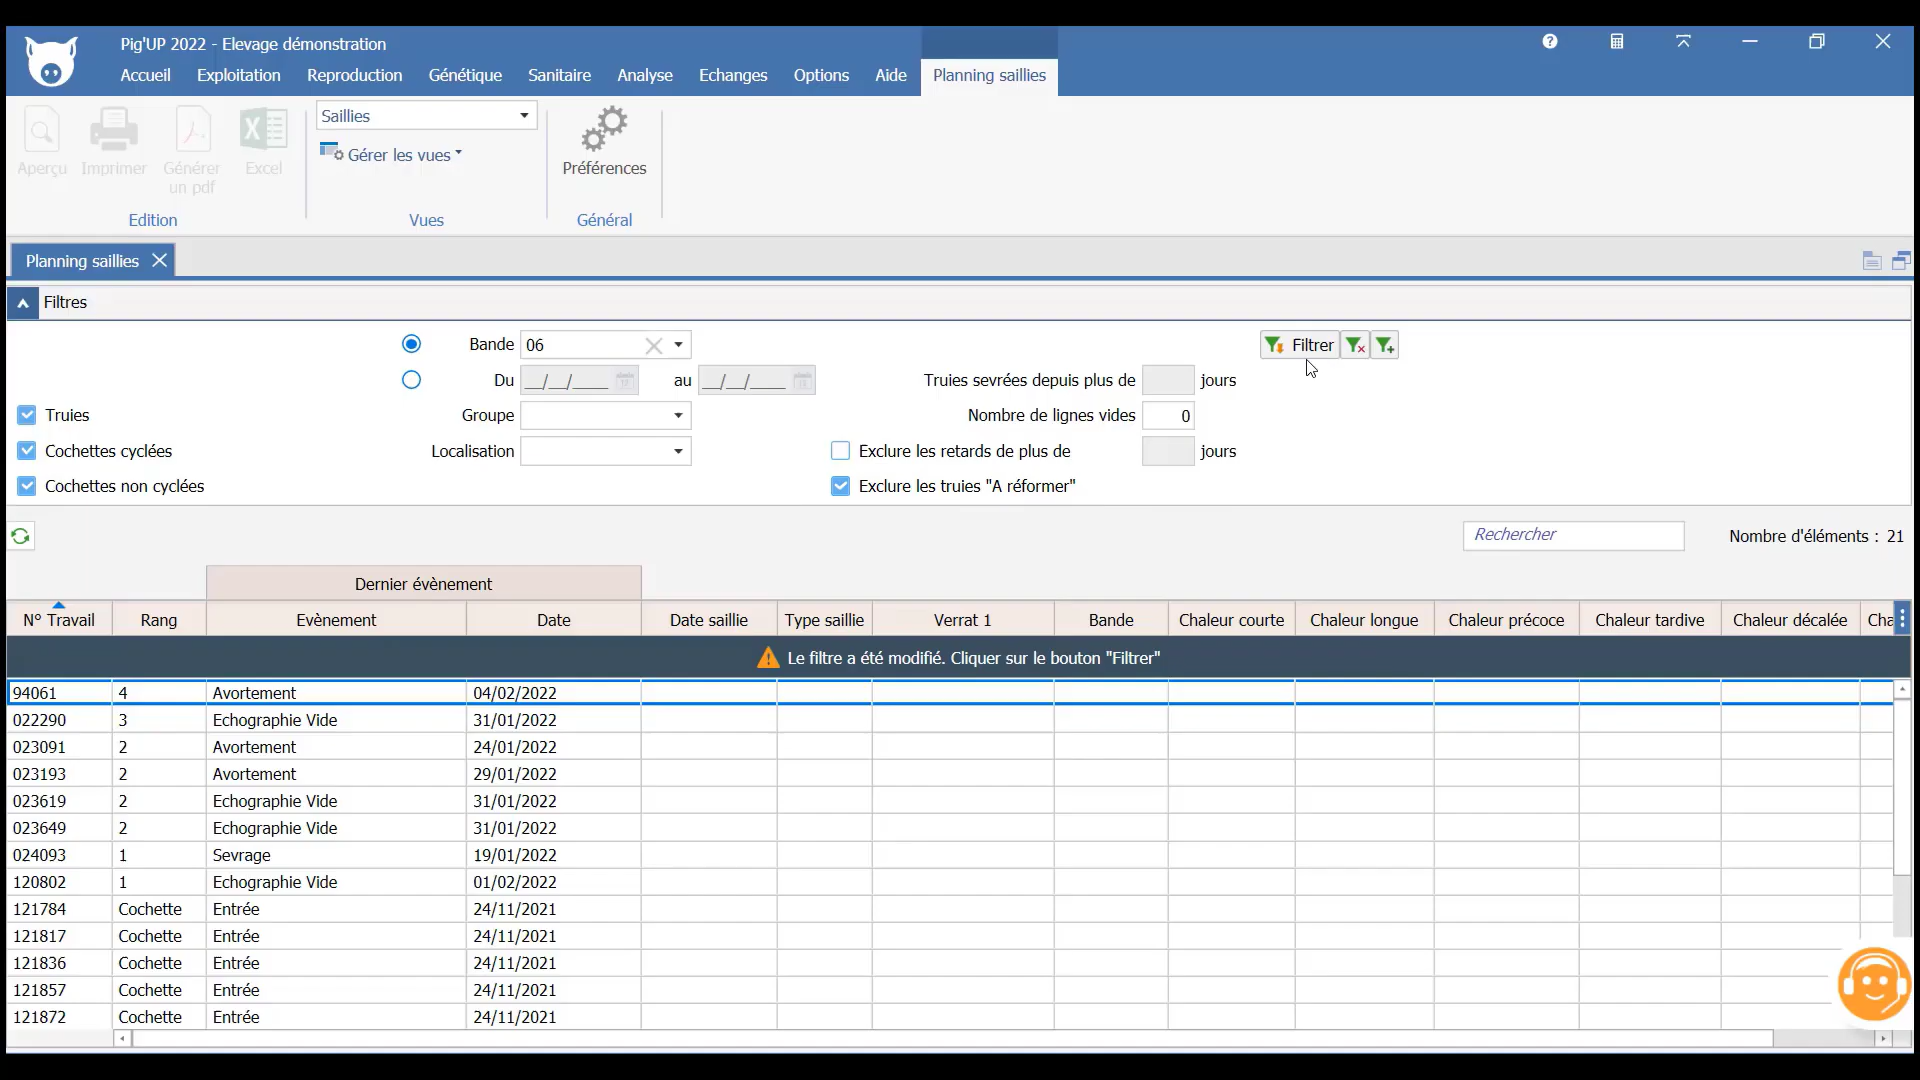 Pig'UP 2022 - Elevage démonstration
Accueil Exploitation Reproduction Génétique Sanitaire Analyse Echanges Options Aide Planning saillies
Aperçu Imprimer Générer un pdf Excel
Saillies
Gérer les vues
Préférences
Edition Vues Général
Planning saillies
Filtres
Bande 06 Filtrer
Du __/__/____ au __/__/____ Truies sevrées depuis plus de jours
Truies Groupe Nombre de lignes vides 0
Cochettes cyclées Localisation Exclure les retards de plus de jours
Cochettes non cyclées Exclure les truies "A réformer"
Rechercher Nombre d'éléments : 21
Dernier évènement
N° Travail Rang Evènement Date Date saillie Type saillie Verrat 1 Bande Chaleur courte Chaleur longue Chaleur précoce Chaleur tardive Chaleur décalée Cha
Le filtre a été modifié. Cliquer sur le bouton "Filtrer"
94061 4 Avortement 04/02/2022
022290 3 Echographie Vide 31/01/2022
023091 2 Avortement 24/01/2022
023193 2 Avortement 29/01/2022
023619 2 Echographie Vide 31/01/2022
023649 2 Echographie Vide 31/01/2022
024093 1 Sevrage 19/01/2022
120802 1 Echographie Vide 01/02/2022
121784 Cochette Entrée 24/11/2021
121817 Cochette Entrée 24/11/2021
121836 Cochette Entrée 24/11/2021
121857 Cochette Entrée 24/11/2021
121872 Cochette Entrée 24/11/2021